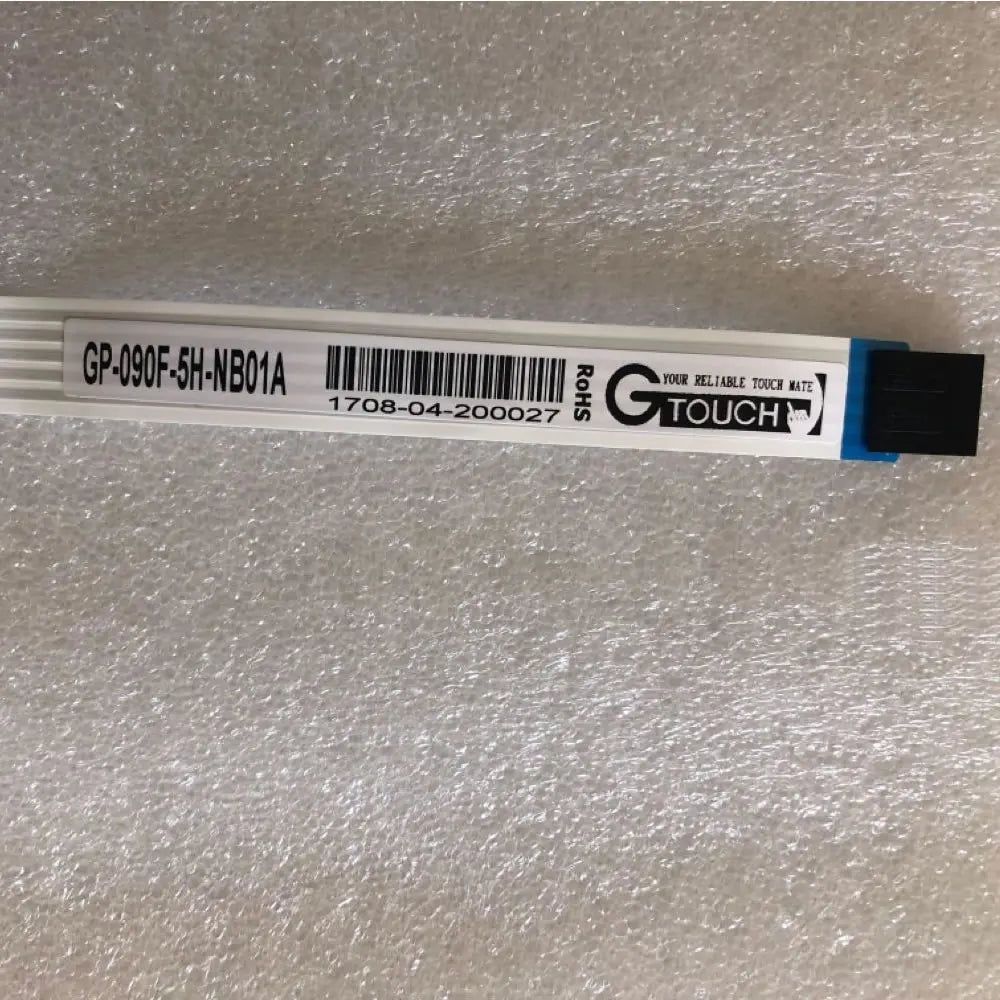 GP-090F-5H-NB01A
1708-04-200027
RoHS
YOUR RELIABLE TOUCH MATE
G TOUCH